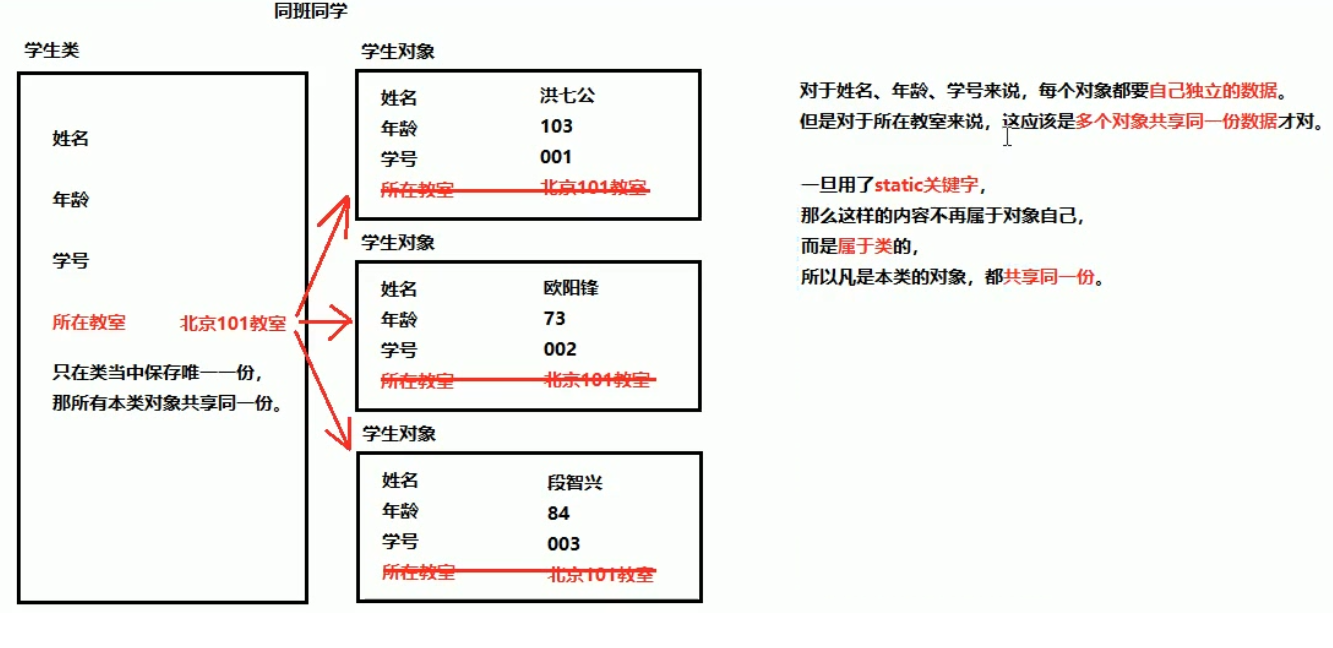 同班同学
学生类
姓名
年龄
学号
所在教室 北京101教室
只在类当中保存唯一一份，
那所有本类对象共享同一份。
学生对象
姓名 洪七公
年龄 103
学号 001
所在教室 北京101教室
学生对象
姓名 欧阳锋
年龄 73
学号 002
所在教室 北京101教室
学生对象
姓名 段智兴
年龄 84
学号 003
所在教室 北京101教室
对于姓名、年龄、学号来说，每个对象都要自己独立的数据。
但是对于所在教室来说，这应该是多个对象共享同一份数据才对。
一旦用了static关键字，
那么这样的内容不再属于对象自己，
而是属于类的，
所以凡是本类的对象，都共享同一份。